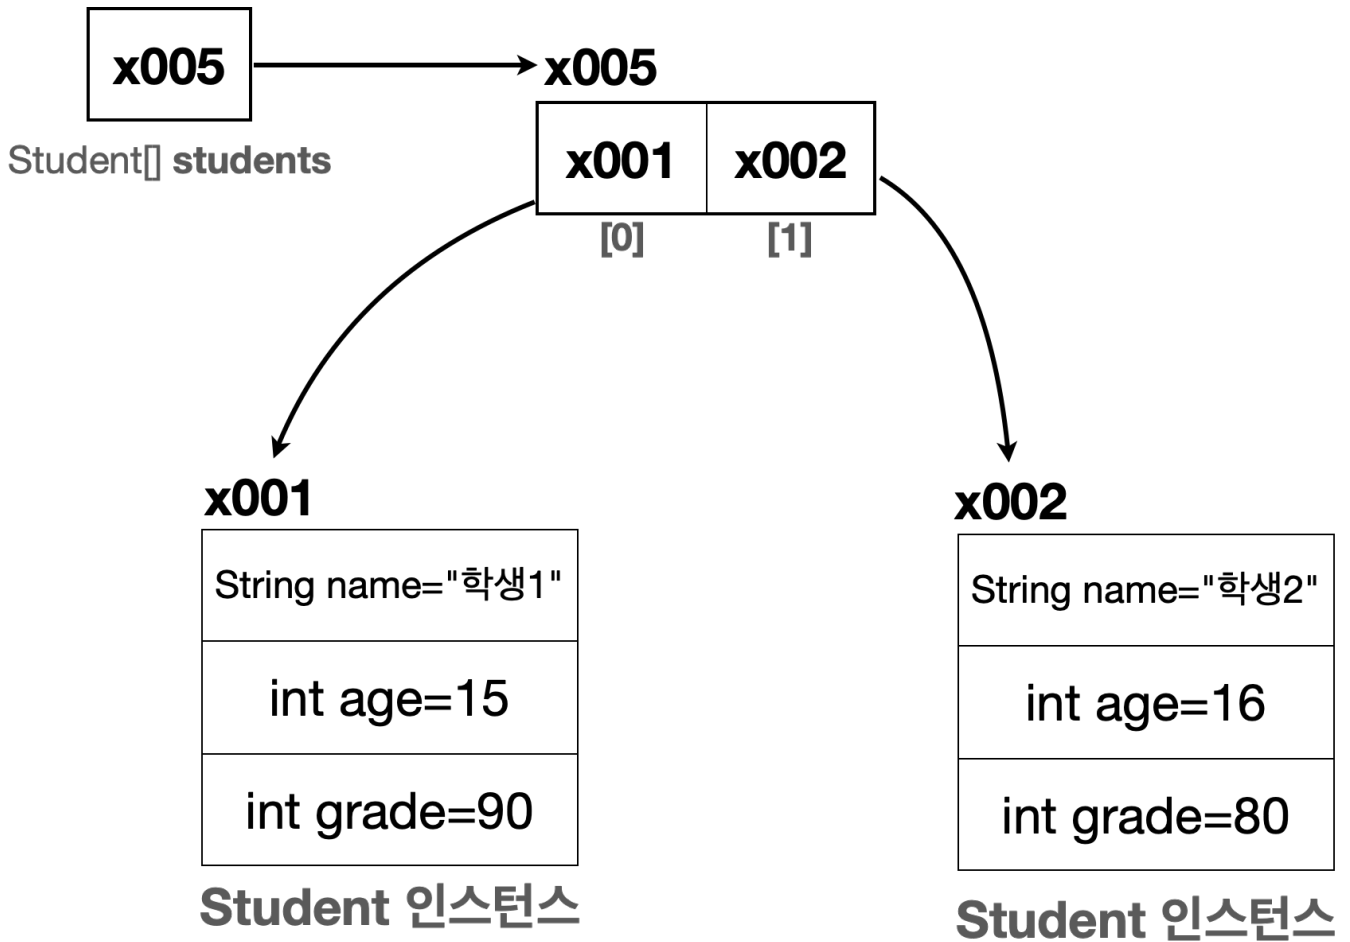 x005
x005
Student[] students
x001 x002
[0] [1]
x001
String name="학생1"
int age=15
int grade=90
Student 인스턴스
x002
String name="학생2"
int age=16
int grade=80
Student 인스턴스